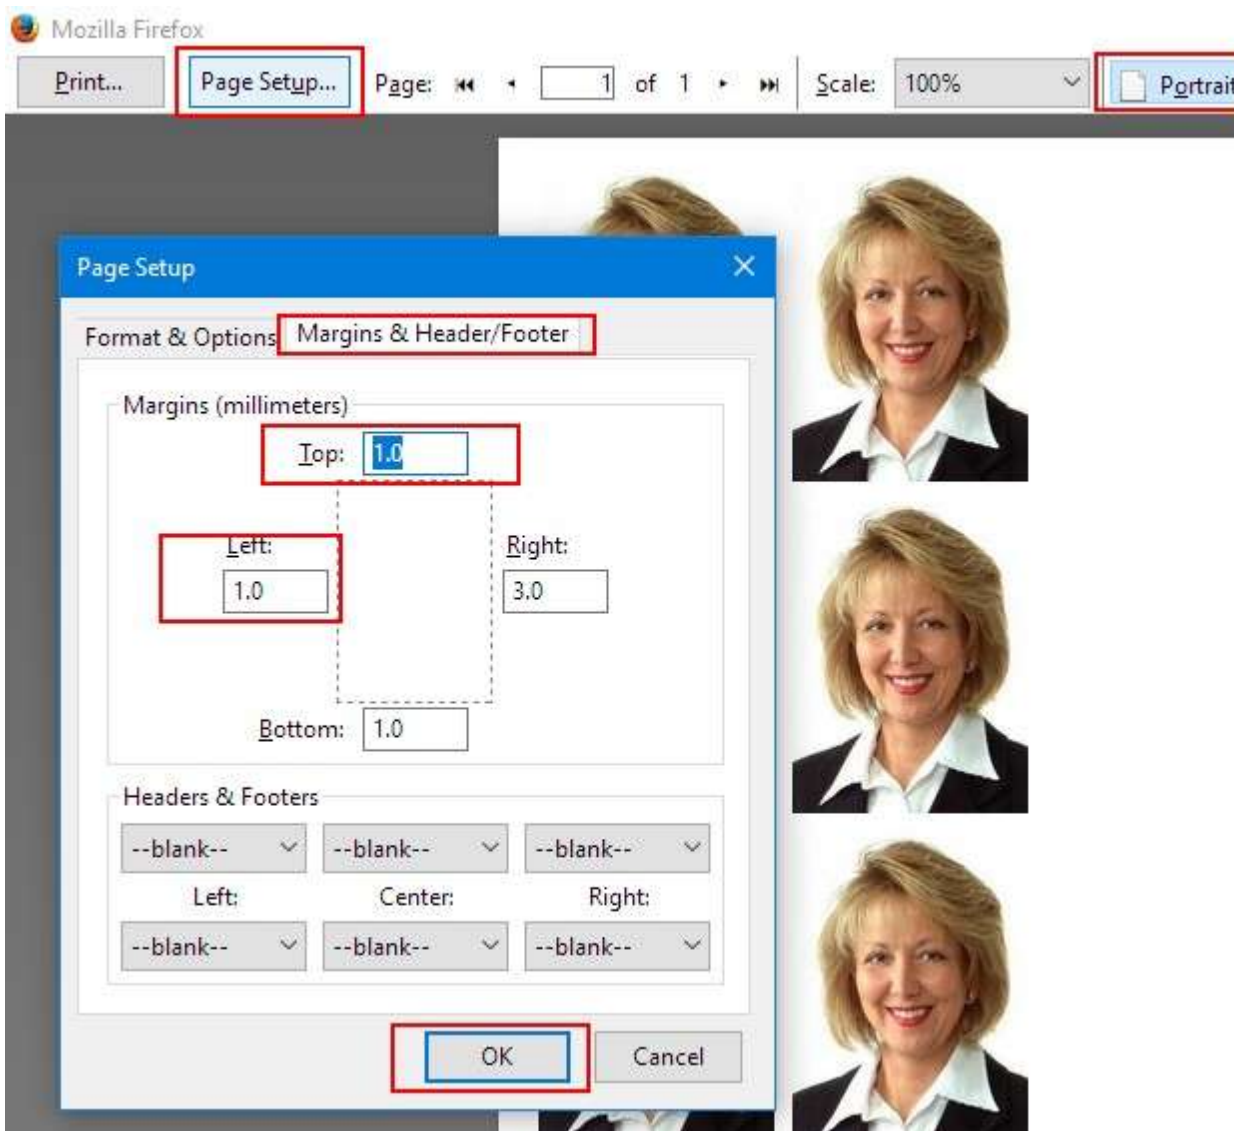 Mozilla Firefox
Print... Page Setup... Page: 1 of 1 Scale: 100% Portrait
Page Setup
Format & Options Margins & Header/Footer
Margins (millimeters)
Top: 1.0
Left: Right:
1.0 3.0
Bottom: 1.0
Headers & Footers
--blank-- --blank-- --blank--
Left: Center: Right:
--blank-- --blank-- --blank--
OK Cancel